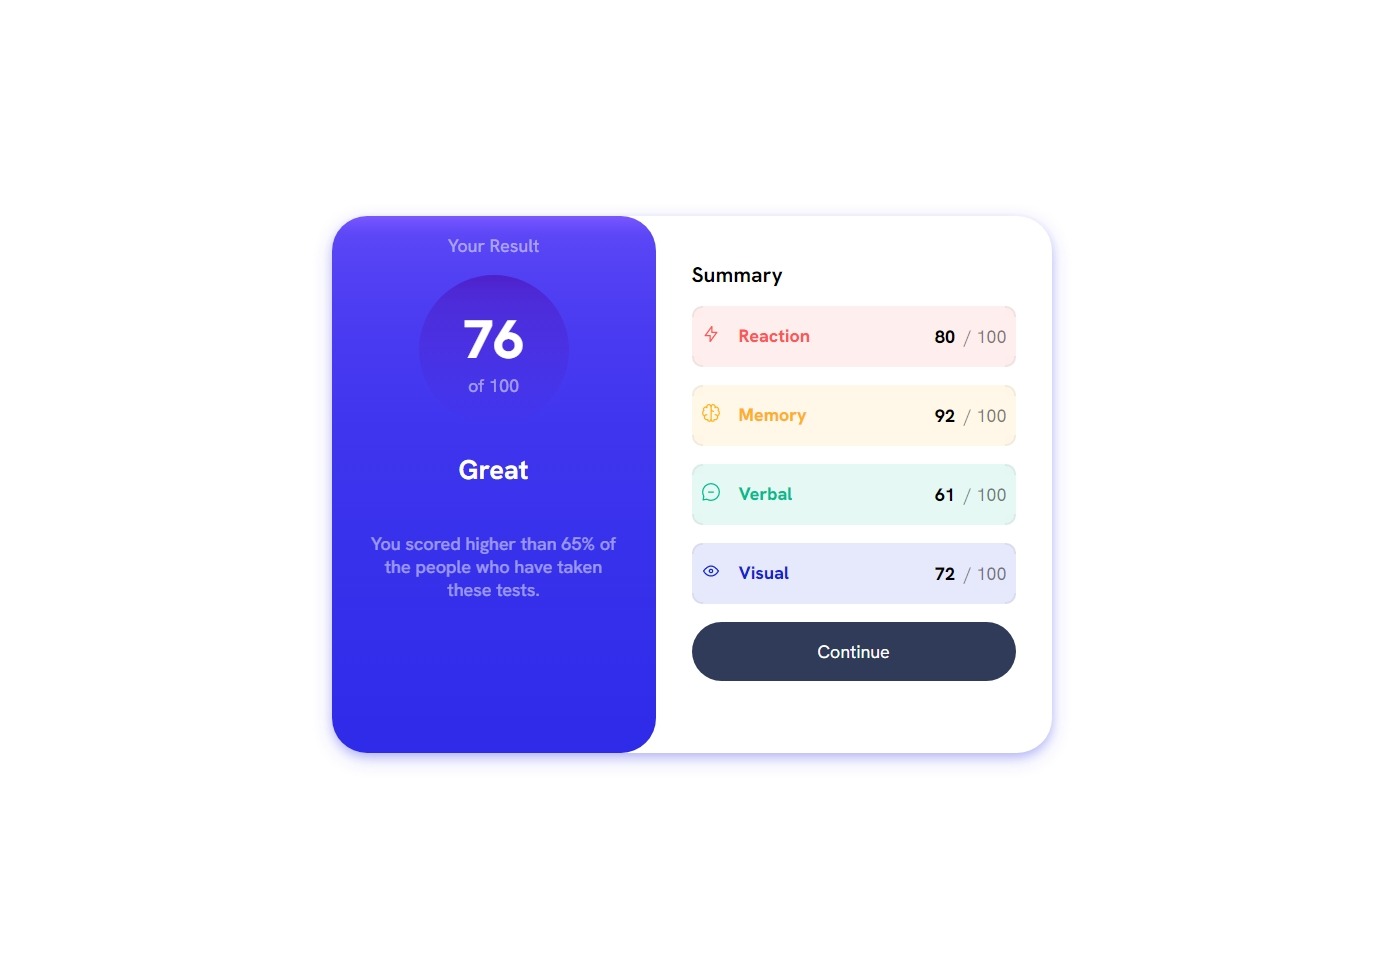 Your Result
76
of 100
Great
You scored higher than 65% of
the people who have taken
these tests.
Summary
Reaction 80 / 100
Memory 92 / 100
Verbal 61 / 100
Visual 72 / 100
Continue